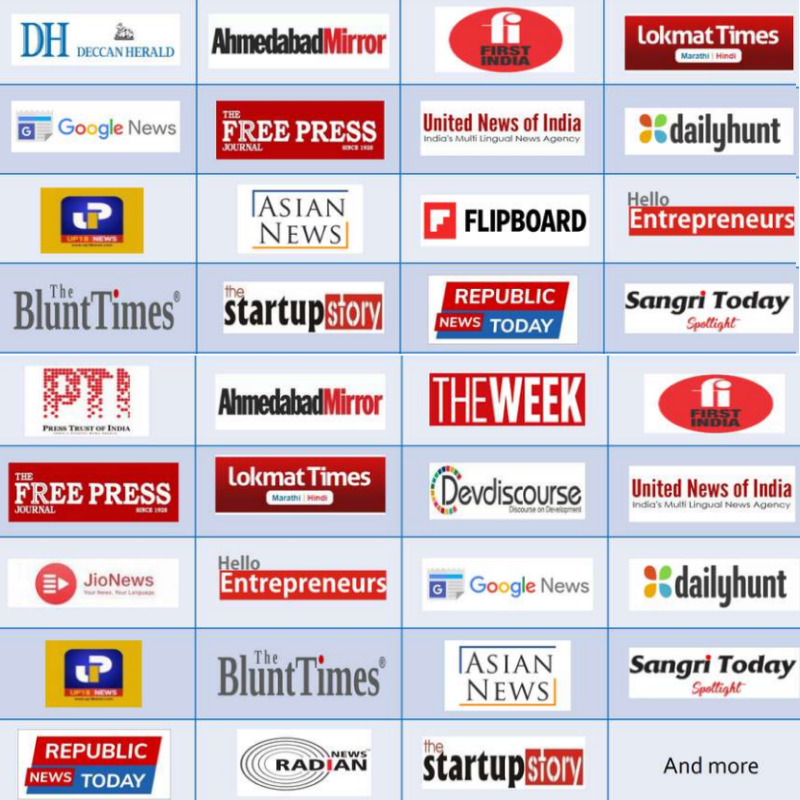 DH DECCAN HERALD
AhmedabadMirror
fi
FIRST
INDIA
Lokmat Times
Marathi | Hindi
G Google News
THE
FREE PRESS
JOURNAL SINCE 1928
United News of India
India's Multi Lingual News Agency
dailyhunt
UP
UP18 NEWS
ASIAN
NEWS
FLIPBOARD
Hello
Entrepreneurs
The
BluntTimes®
the
startupstory
REPUBLIC
NEWS TODAY
Sangri Today
Spotlight
PTI
PRESS TRUST OF INDIA
AhmedabadMirror
THE WEEK
fi
FIRST
INDIA
THE
FREE PRESS
JOURNAL SINCE 1928
Lokmat Times
Marathi | Hindi
Devdiscourse
Discourse on Development
United News of India
India's Multi Lingual News Agency
JioNews
Your News, Your Language.
Hello
Entrepreneurs
G Google News
dailyhunt
UP
UP18 NEWS
The
BluntTimes®
ASIAN
NEWS
Sangri Today
Spotlight
REPUBLIC
NEWS TODAY
NEWS
RADIAN
the
startupstory
And more